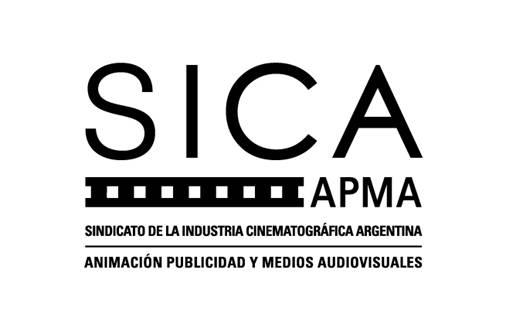 SICA
APMA
SINDICATO DE LA INDUSTRIA CINEMATOGRÁFICA ARGENTINA
ANIMACIÓN PUBLICIDAD Y MEDIOS AUDIOVISUALES